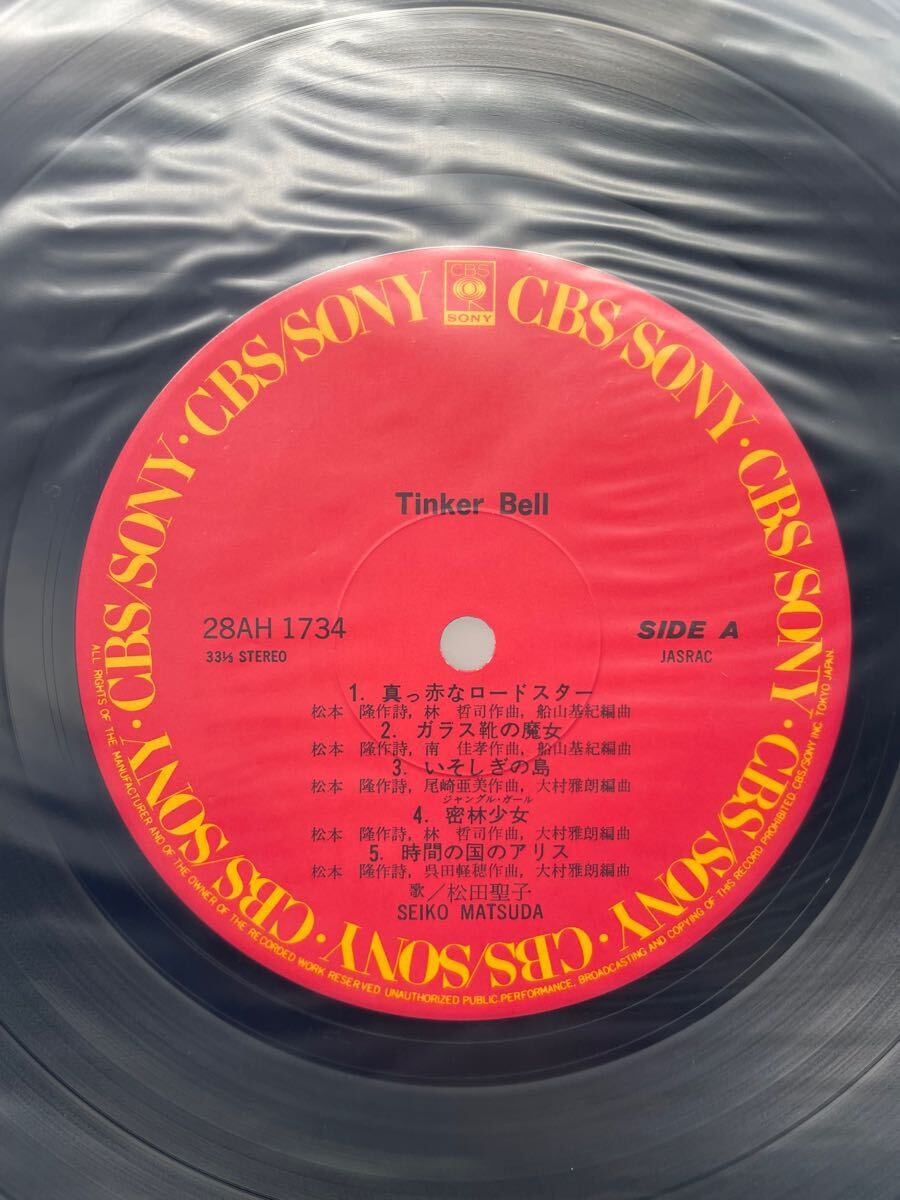 CBS
SONY
CBS/SONY · CBS/SONY · CBS/SONY · CBS/SONY · CBS/SONY · CBS/SONY · CBS/SONY · CBS/SONY
Tinker Bell
28AH 1734
33⅓ STEREO
SIDE A
JASRAC
1. 真っ赤なロードスター
松本 隆作詩, 林 哲司作曲, 船山基紀編曲
2. ガラス靴の魔女
松本 隆作詩, 南 佳孝作曲, 船山基紀編曲
3. いそしぎの島
松本 隆作詩, 尾崎亜美作曲, 大村雅朗編曲
ジャングル・ガール
4. 密林少女
松本 隆作詩, 林 哲司作曲, 大村雅朗編曲
5. 時間の国のアリス
松本 隆作詩, 呉田軽穂作曲, 大村雅朗編曲
歌／松田聖子
SEIKO MATSUDA
ALL RIGHTS OF THE MANUFACTURER AND OF THE OWNER OF THE RECORDED WORK RESERVED UNAUTHORIZED PUBLIC PERFORMANCE, BROADCASTING AND COPYING OF THIS RECORD PROHIBITED CBS/SONY INC. TOKYO JAPAN.